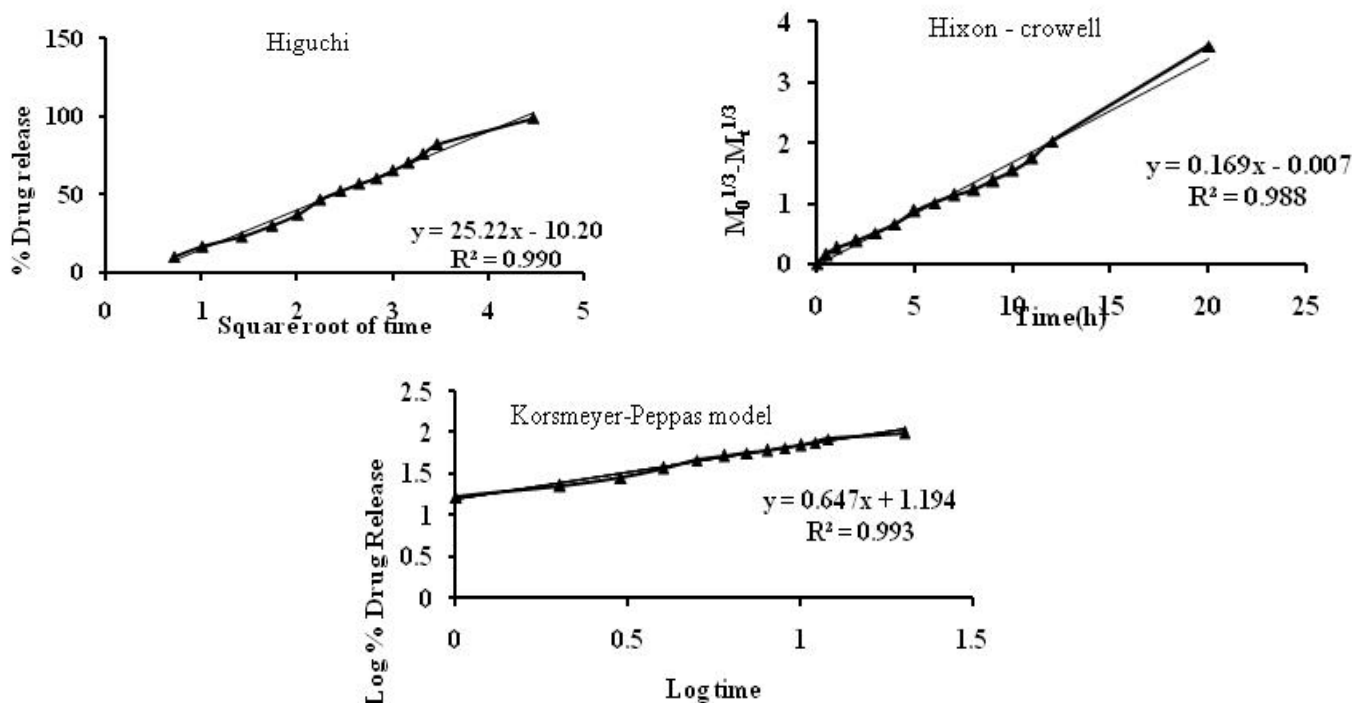 Higuchi
% Drug release
150
100
50
0
0 1 2 3 4 5
y = 25.22x - 10.20
R² = 0.990
Square root of time
Hixon - crowell
M₀^1/3-Mₜ^1/3
4
3
2
1
0
0 5 10 15 20 25
y = 0.169x - 0.007
R² = 0.988
Time(h)
Korsmeyer-Peppas model
Log % Drug Release
2.5
2
1.5
1
0.5
0
0 0.5 1 1.5
y = 0.647x + 1.194
R² = 0.993
Log time